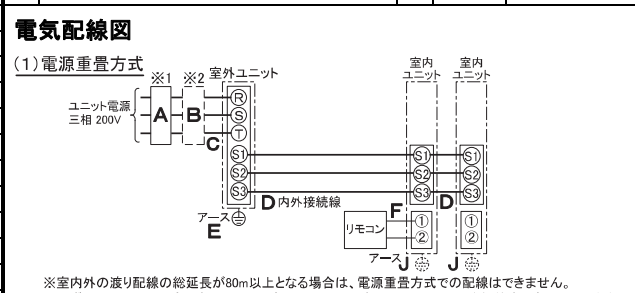 電気配線図
(1)電源重畳方式
※1 ※2 室外ユニット 室内ユニット 室内ユニット
ユニット電源
三相 200V
A B C
R
S
T
S1 S1 S1
S2 S2 S2
S3 S3 S3
D 内外接続線 D
アース
E
リモコン F ① ①
② ②
アース J J
※室内外の渡り配線の総延長が80m以上となる場合は、電源重畳方式での配線はできません。